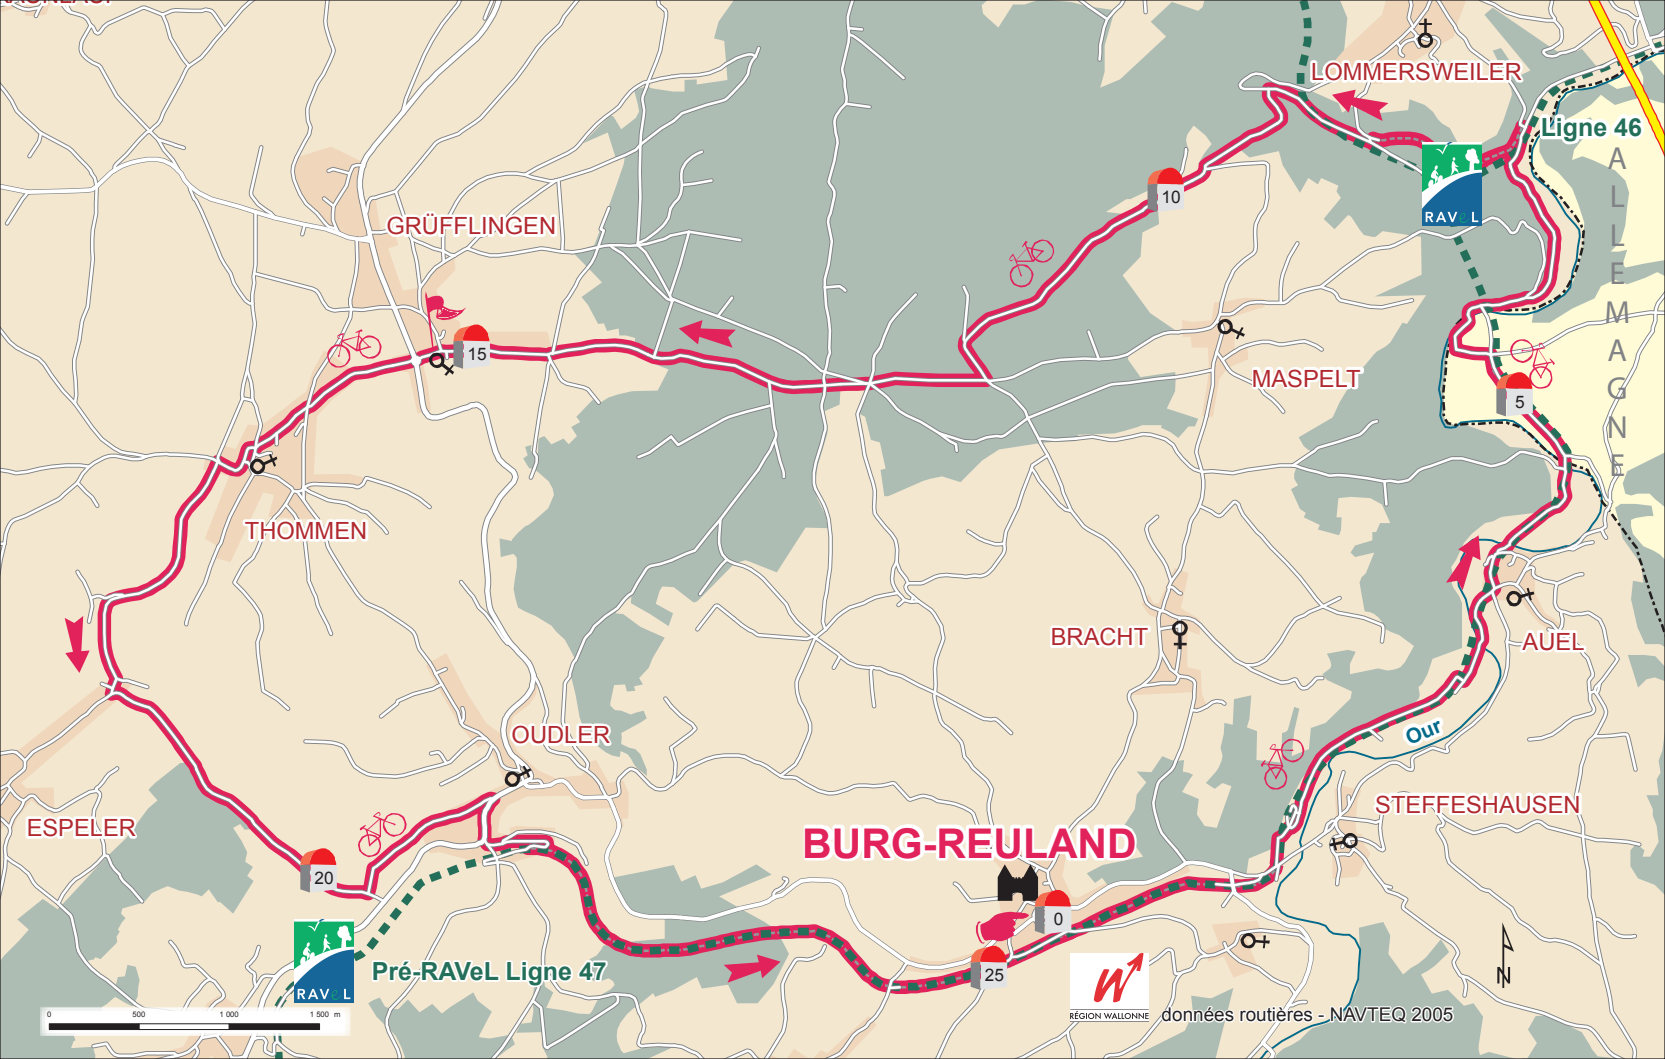 LOMMERSWEILER
Ligne 46
ALLEMAGNE
RAVeL
10
GRÜFFLINGEN
15
MASPELT
5
THOMMEN
BRACHT
AUEL
OUDLER
Our
ESPELER
STEFFESHAUSEN
BURG-REULAND
20
0
25
Pré-RAVeL Ligne 47
RAVeL
N
0 500 1 000 1 500 m
RÉGION WALLONNE
données routières - NAVTEQ 2005